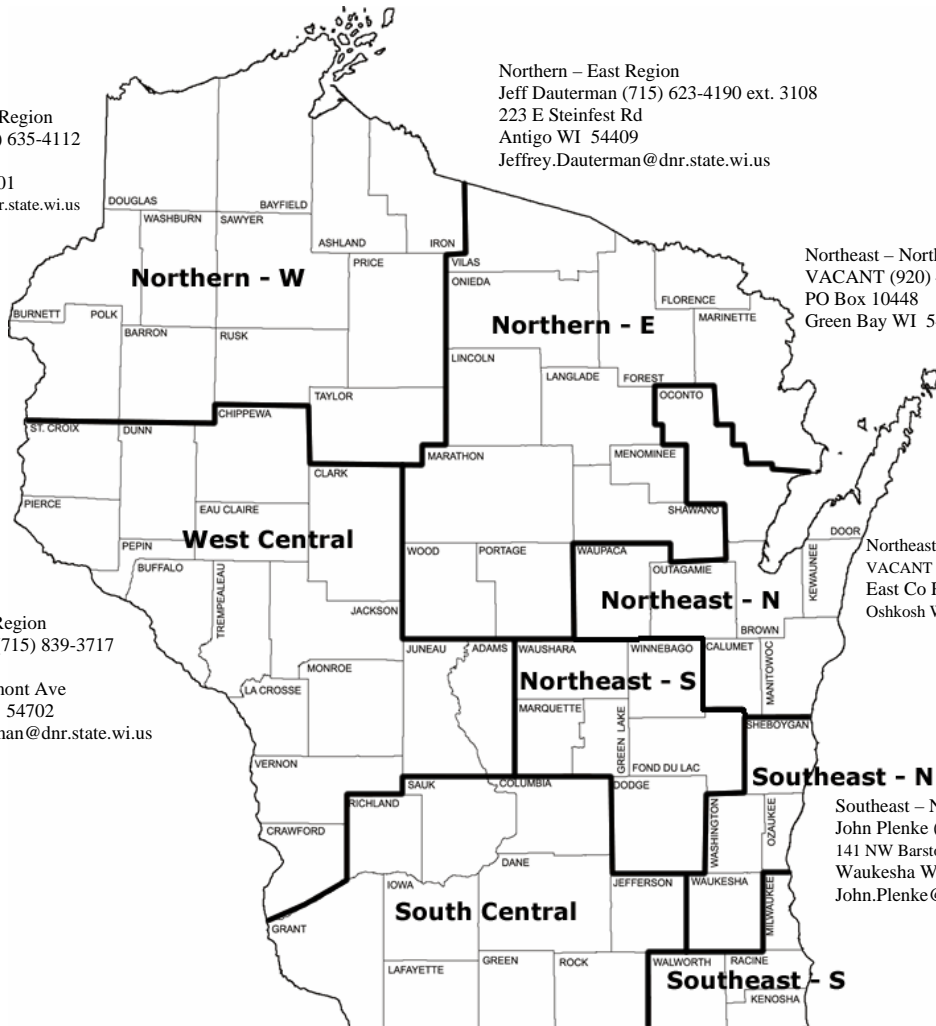 Northern – East Region
Jeff Dauterman (715) 623-4190 ext. 3108
223 E Steinfest Rd
Antigo WI  54409
Jeffrey.Dauterman@dnr.state.wi.us
Region
) 635-4112
01
r.state.wi.us
DOUGLAS
BAYFIELD
WASHBURN
SAWYER
ASHLAND
IRON
PRICE
VILAS
ONIEDA
Northern - W
Northeast – North
VACANT (920)
PO Box 10448
Green Bay WI  5
FLORENCE
MARINETTE
BURNETT
POLK
BARRON
RUSK
Northern - E
LINCOLN
LANGLADE
FOREST
OCONTO
TAYLOR
CHIPPEWA
ST. CROIX
DUNN
CLARK
MARATHON
MENOMINEE
PIERCE
EAU CLAIRE
SHAWANO
DOOR
West Central
PEPIN
BUFFALO
WOOD
PORTAGE
WAUPACA
OUTAGAMIE
KEWAUNEE
Northeast
VACANT
East Co
Oshkosh W
TREMPEALEAU
JACKSON
Northeast - N
BROWN
Region
715) 839-3717
mont Ave
54702
man@dnr.state.wi.us
JUNEAU
ADAMS
WAUSHARA
WINNEBAGO
CALUMET
MANITOWOC
MONROE
LA CROSSE
Northeast - S
MARQUETTE
GREEN LAKE
SHEBOYGAN
VERNON
FOND DU LAC
SAUK
COLUMBIA
DODGE
Southeast - N
RICHLAND
WASHINGTON
OZAUKEE
Southeast – N
John Plenke (
141 NW Barsto
Waukesha W
John.Plenke@
CRAWFORD
DANE
IOWA
JEFFERSON
WAUKESHA
MILWAUKEE
South Central
GRANT
LAFAYETTE
GREEN
ROCK
WALWORTH
RACINE
Southeast - S
KENOSHA